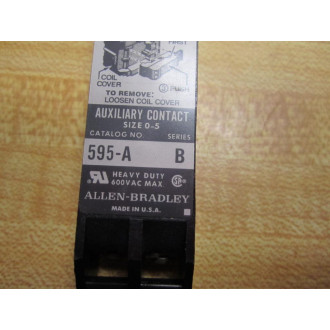 COIL
COVER
TO REMOVE:
LOOSEN COIL COVER
AUXILIARY CONTACT
SIZE 0-5
CATALOG NO. SERIES
595-A B
HEAVY DUTY
600VAC MAX.
ALLEN-BRADLEY
MADE IN U.S.A.